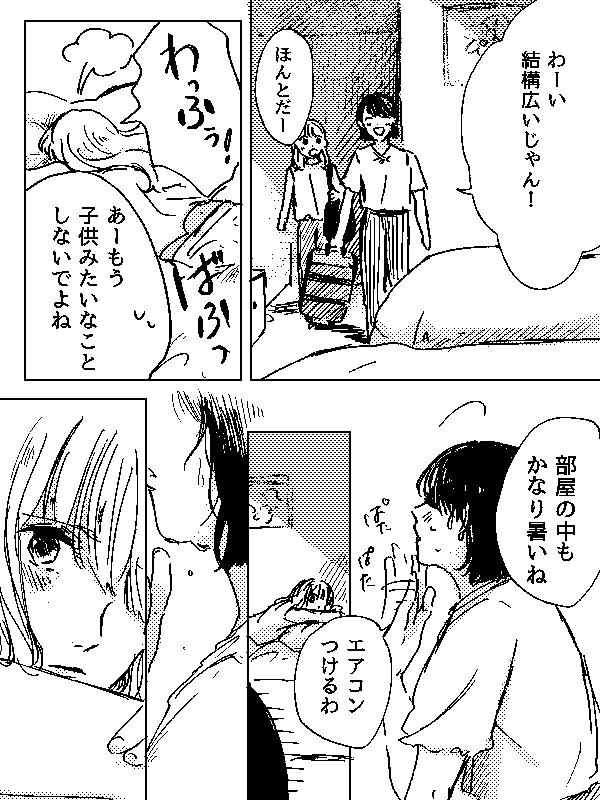 わーい
結構広いじゃん!
ほんとだー
わっふぅ!
ばふっ
あーもう
子供みたいなこと
しないでよね
部屋の中も
かなり暑いね
ぱた
ぱた
エアコン
つけるわ